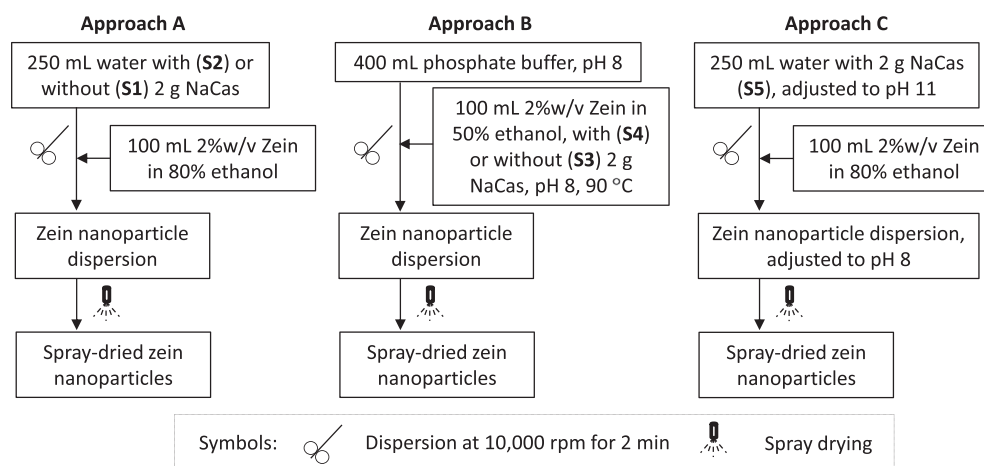 Approach A
250 mL water with (S2) or
without (S1) 2 g NaCas
100 mL 2%w/v Zein
in 80% ethanol
Zein nanoparticle
dispersion
Spray-dried zein
nanoparticles
Approach B
400 mL phosphate buffer, pH 8
100 mL 2%w/v Zein in
50% ethanol, with (S4)
or without (S3) 2 g
NaCas, pH 8, 90 °C
Zein nanoparticle
dispersion
Spray-dried zein
nanoparticles
Approach C
250 mL water with 2 g NaCas
(S5), adjusted to pH 11
100 mL 2%w/v Zein
in 80% ethanol
Zein nanoparticle dispersion,
adjusted to pH 8
Spray-dried zein
nanoparticles
Symbols: Dispersion at 10,000 rpm for 2 min Spray drying